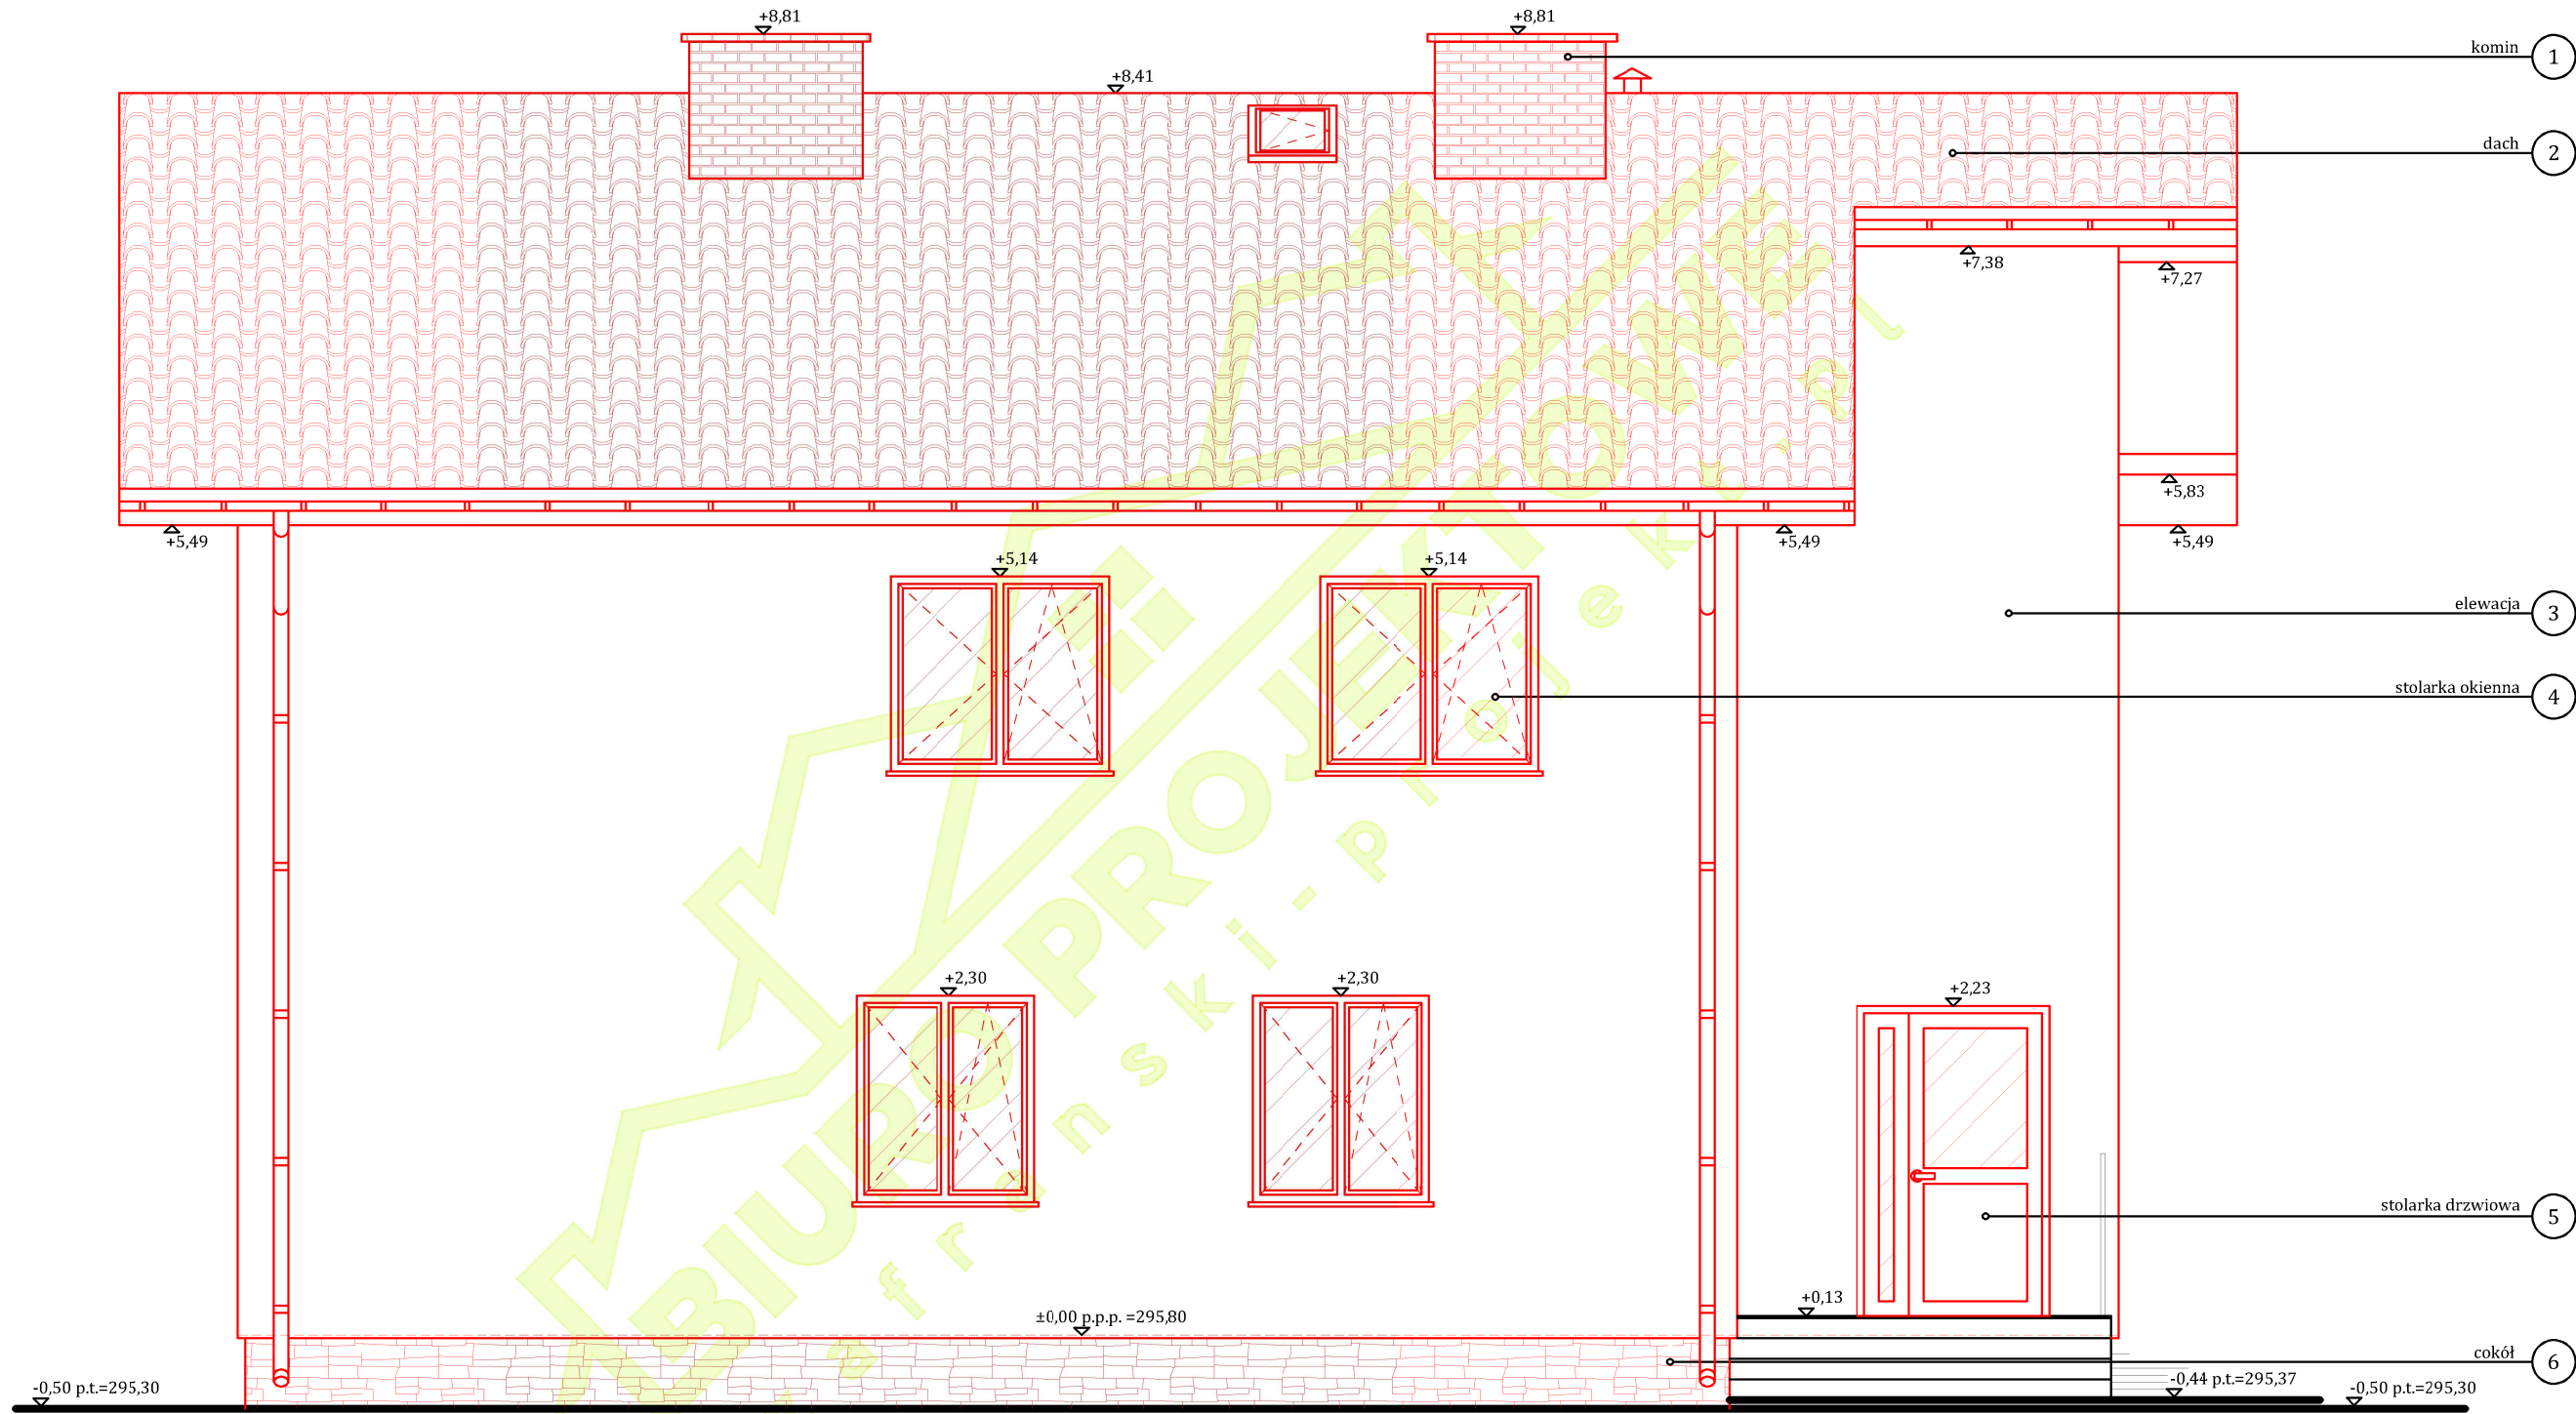 +8,81
+8,81
komin
1
+8,41
dach
2
+7,38
+7,27
+5,83
+5,49
+5,49
+5,49
+5,14
+5,14
elewacja
3
stolarka okienna
4
+2,30
+2,30
+2,23
stolarka drzwiowa
5
+0,13
±0,00 p.p.p. =295,80
cokół
6
-0,50 p.t.=295,30
-0,44 p.t.=295,37
-0,50 p.t.=295,30
BIURO PROJEKTOWE